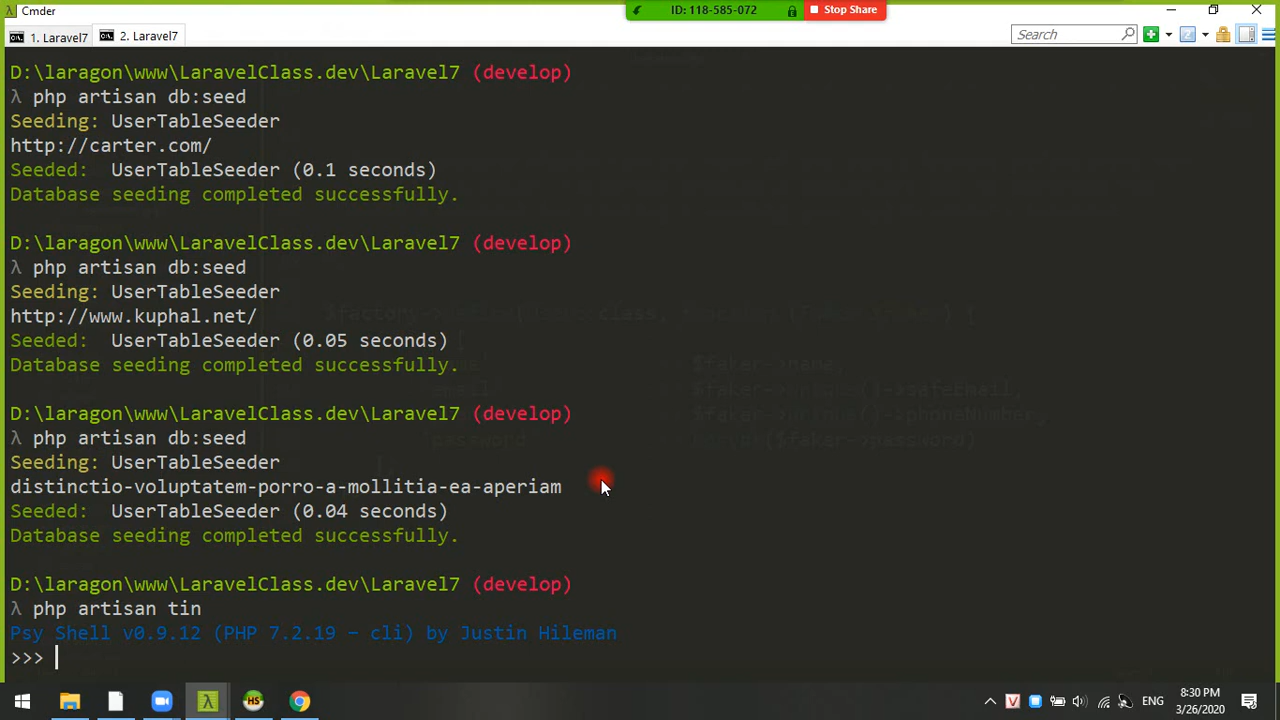 Cmder
ID: 118-585-072
Stop Share
1. Laravel7
2. Laravel7
Search
D:\laragon\www\LaravelClass.dev\Laravel7 (develop)
λ php artisan db:seed
Seeding: UserTableSeeder
http://carter.com/
Seeded:  UserTableSeeder (0.1 seconds)
Database seeding completed successfully.
D:\laragon\www\LaravelClass.dev\Laravel7 (develop)
λ php artisan db:seed
Seeding: UserTableSeeder
http://www.kuphal.net/
Seeded:  UserTableSeeder (0.05 seconds)
Database seeding completed successfully.
D:\laragon\www\LaravelClass.dev\Laravel7 (develop)
λ php artisan db:seed
Seeding: UserTableSeeder
distinctio-voluptatem-porro-a-mollitia-ea-aperiam
Seeded:  UserTableSeeder (0.04 seconds)
Database seeding completed successfully.
D:\laragon\www\LaravelClass.dev\Laravel7 (develop)
λ php artisan tin
Psy Shell v0.9.12 (PHP 7.2.19 — cli) by Justin Hileman
>>>
λ
HS
V
ENG
8:30 PM
3/26/2020